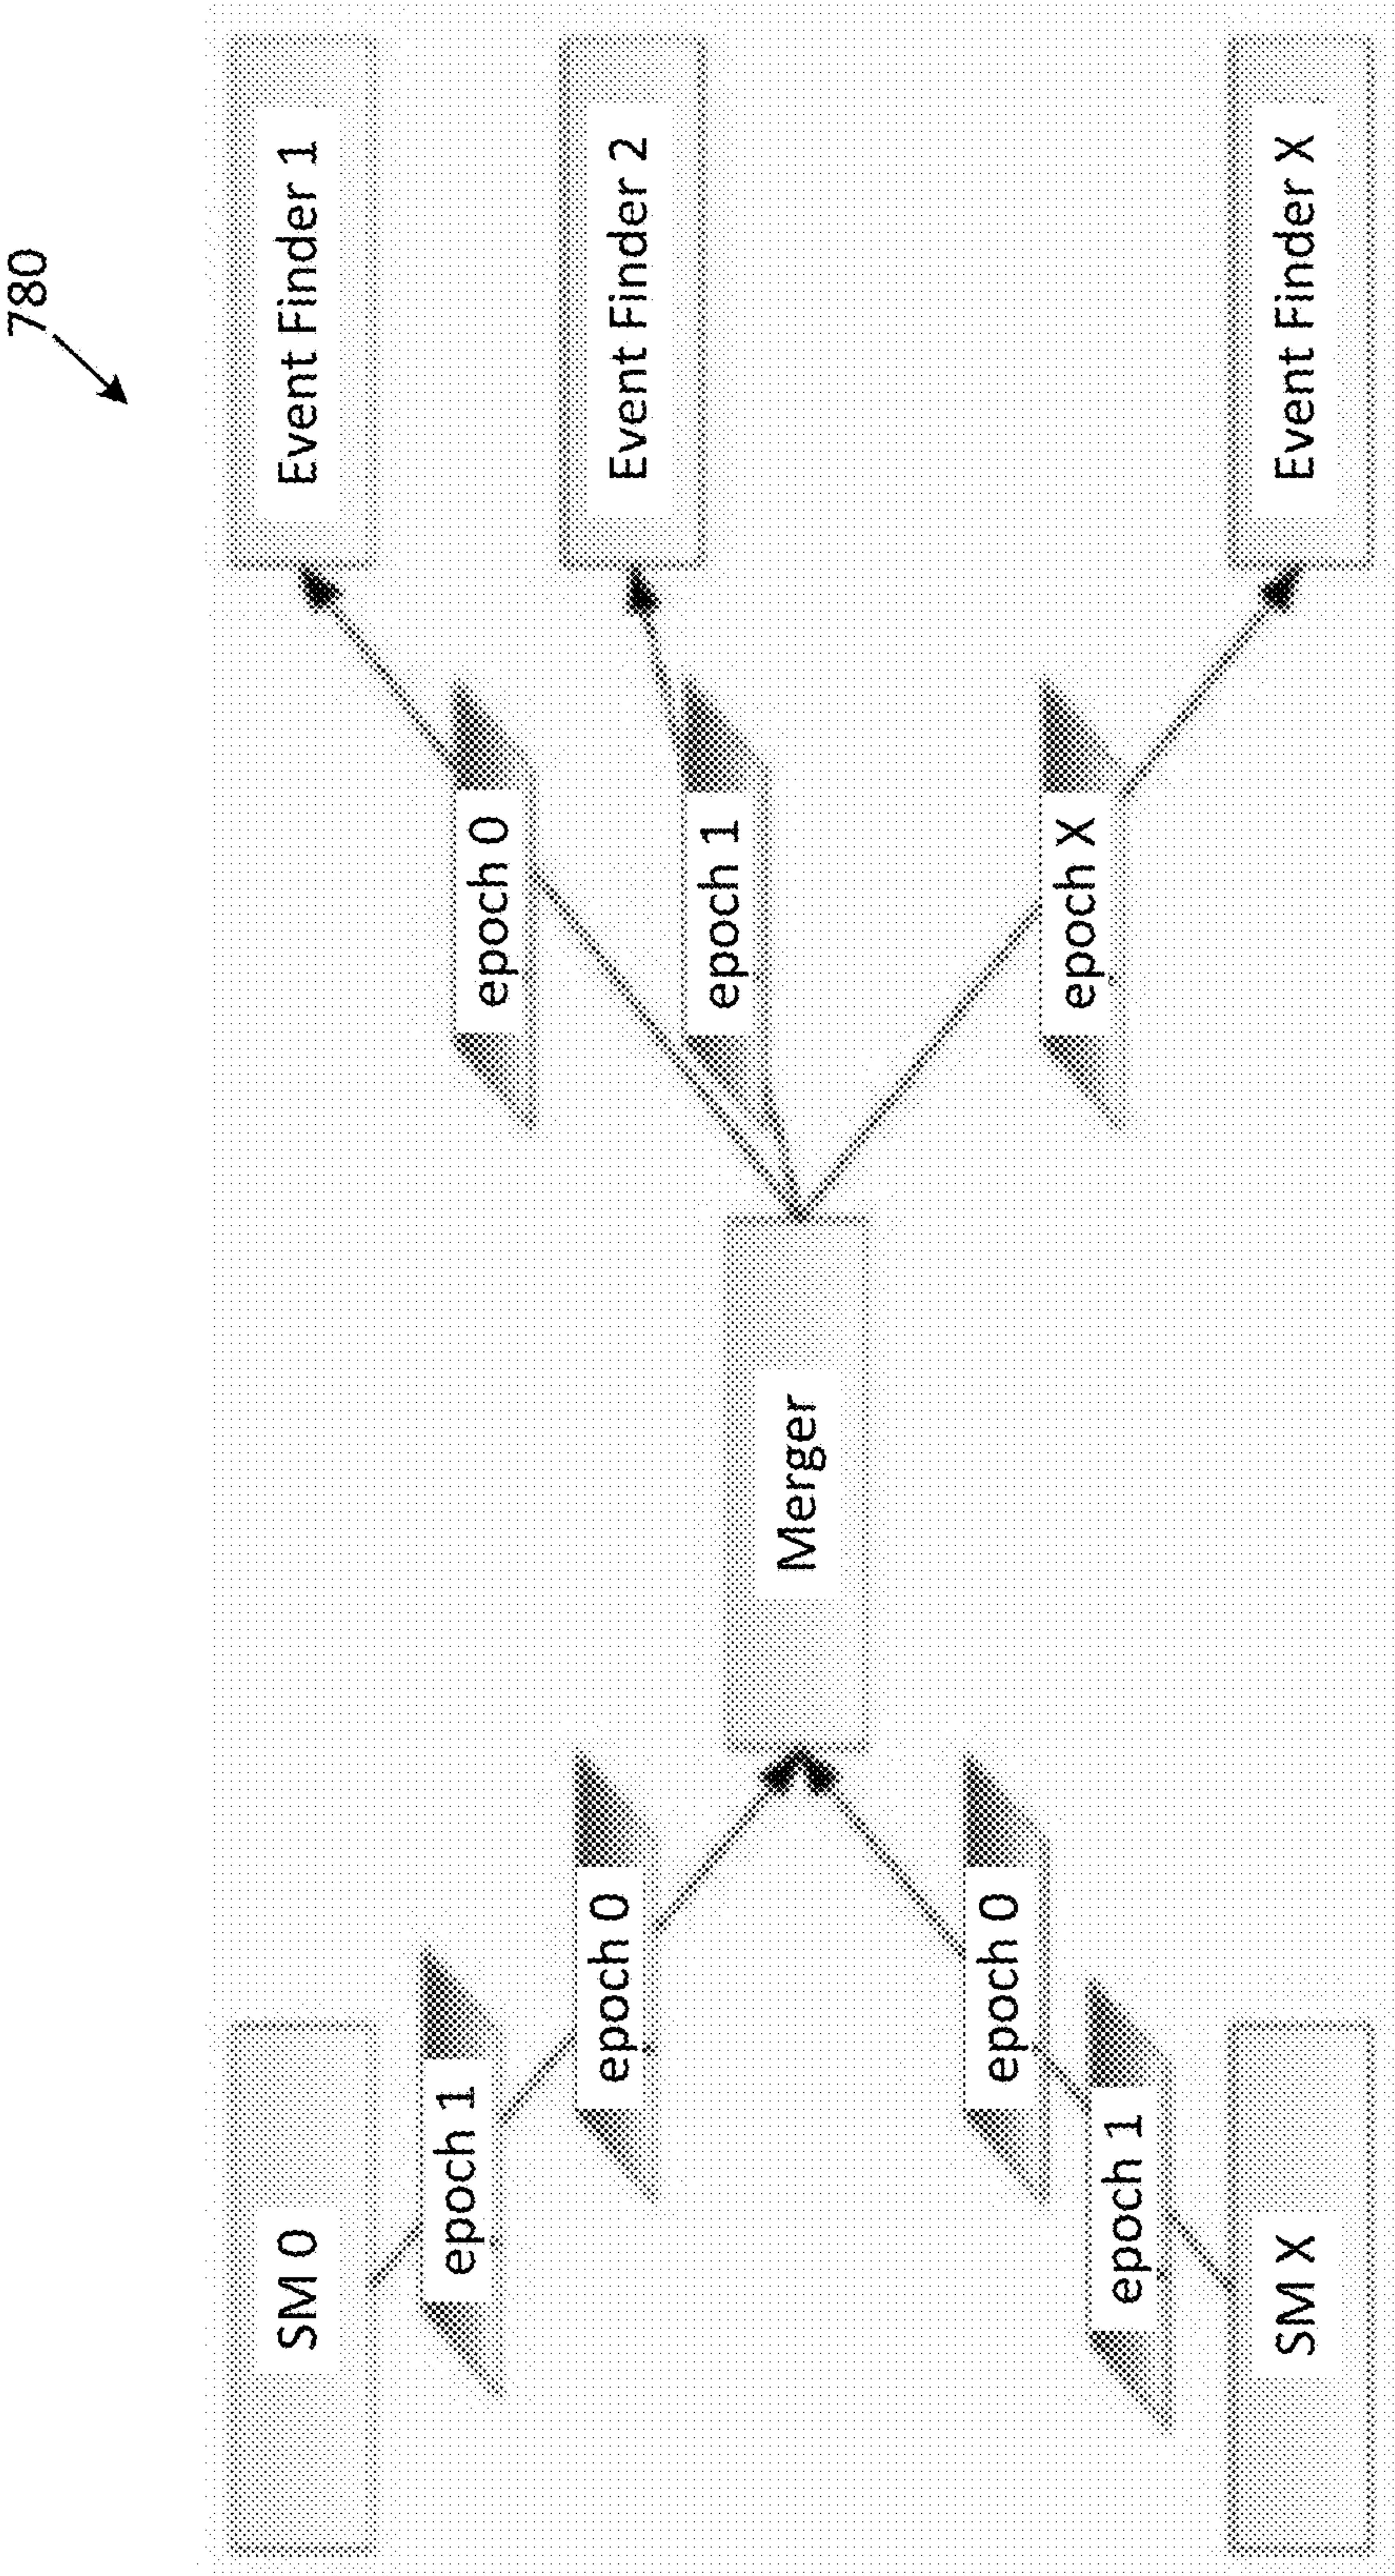 780
SM 0
epoch 1
epoch 0
Merger
epoch 0
Event Finder 1
epoch 1
Event Finder 2
epoch 0
epoch 1
SM X
epoch X
Event Finder X